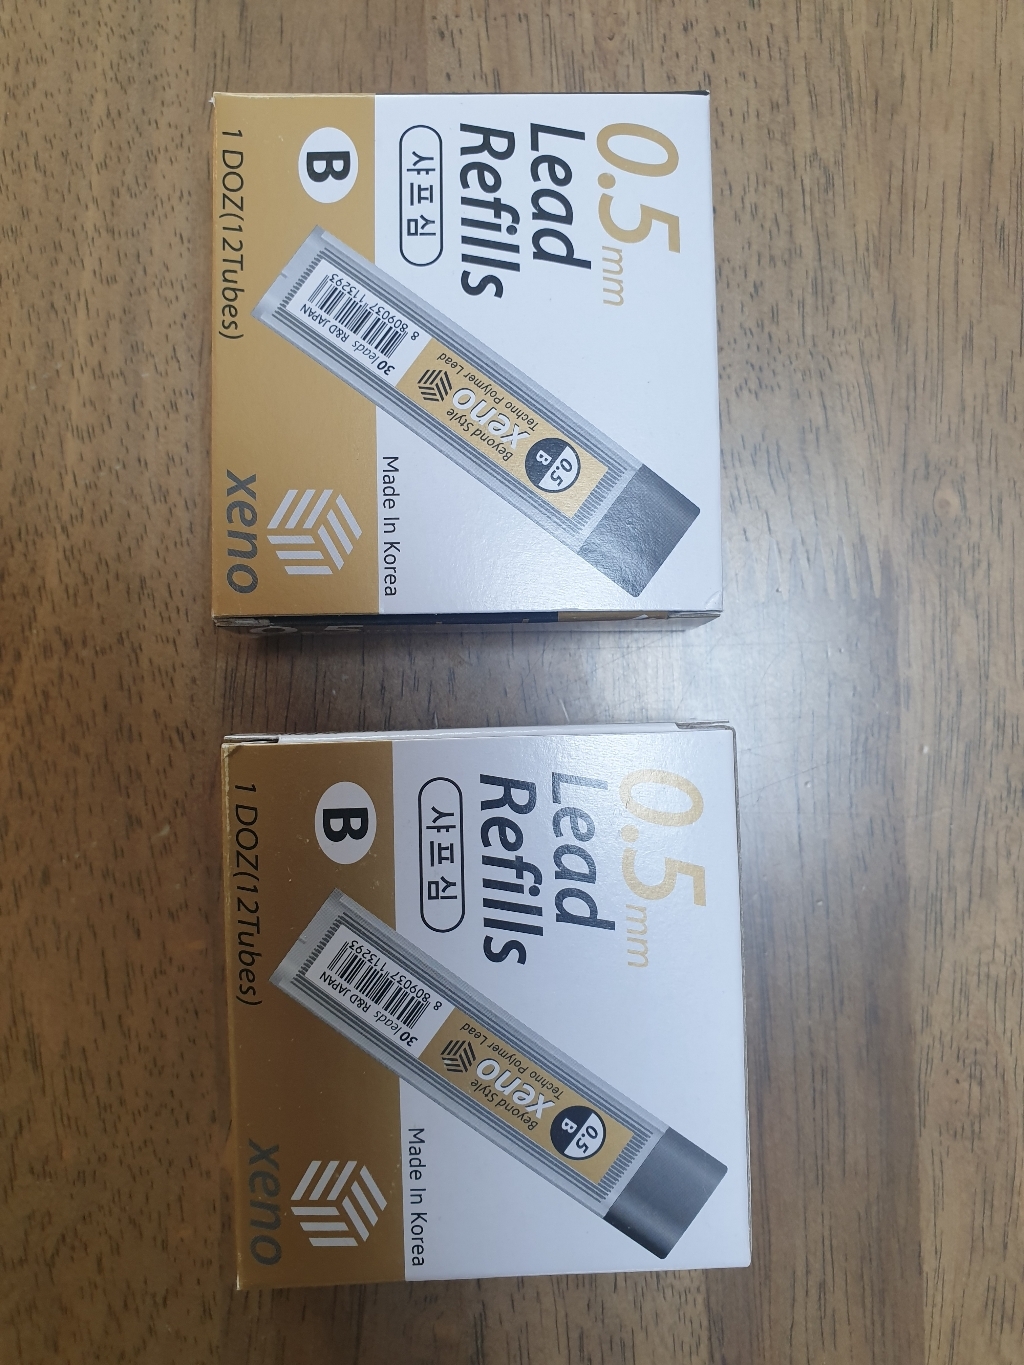 0.5mm
Lead
Refills
샤프심
B
1 DOZ(12Tubes)
8 809037 113293
30 leads R&D JAPAN
Beyond Style
xeno
Techno Polymer Lead
0.5
B
Made In Korea
xeno
0.5mm
Lead
Refills
샤프심
B
1 DOZ(12Tubes)
8 809037 113293
30 leads R&D JAPAN
Beyond Style
xeno
Techno Polymer Lead
0.5
B
Made In Korea
xeno